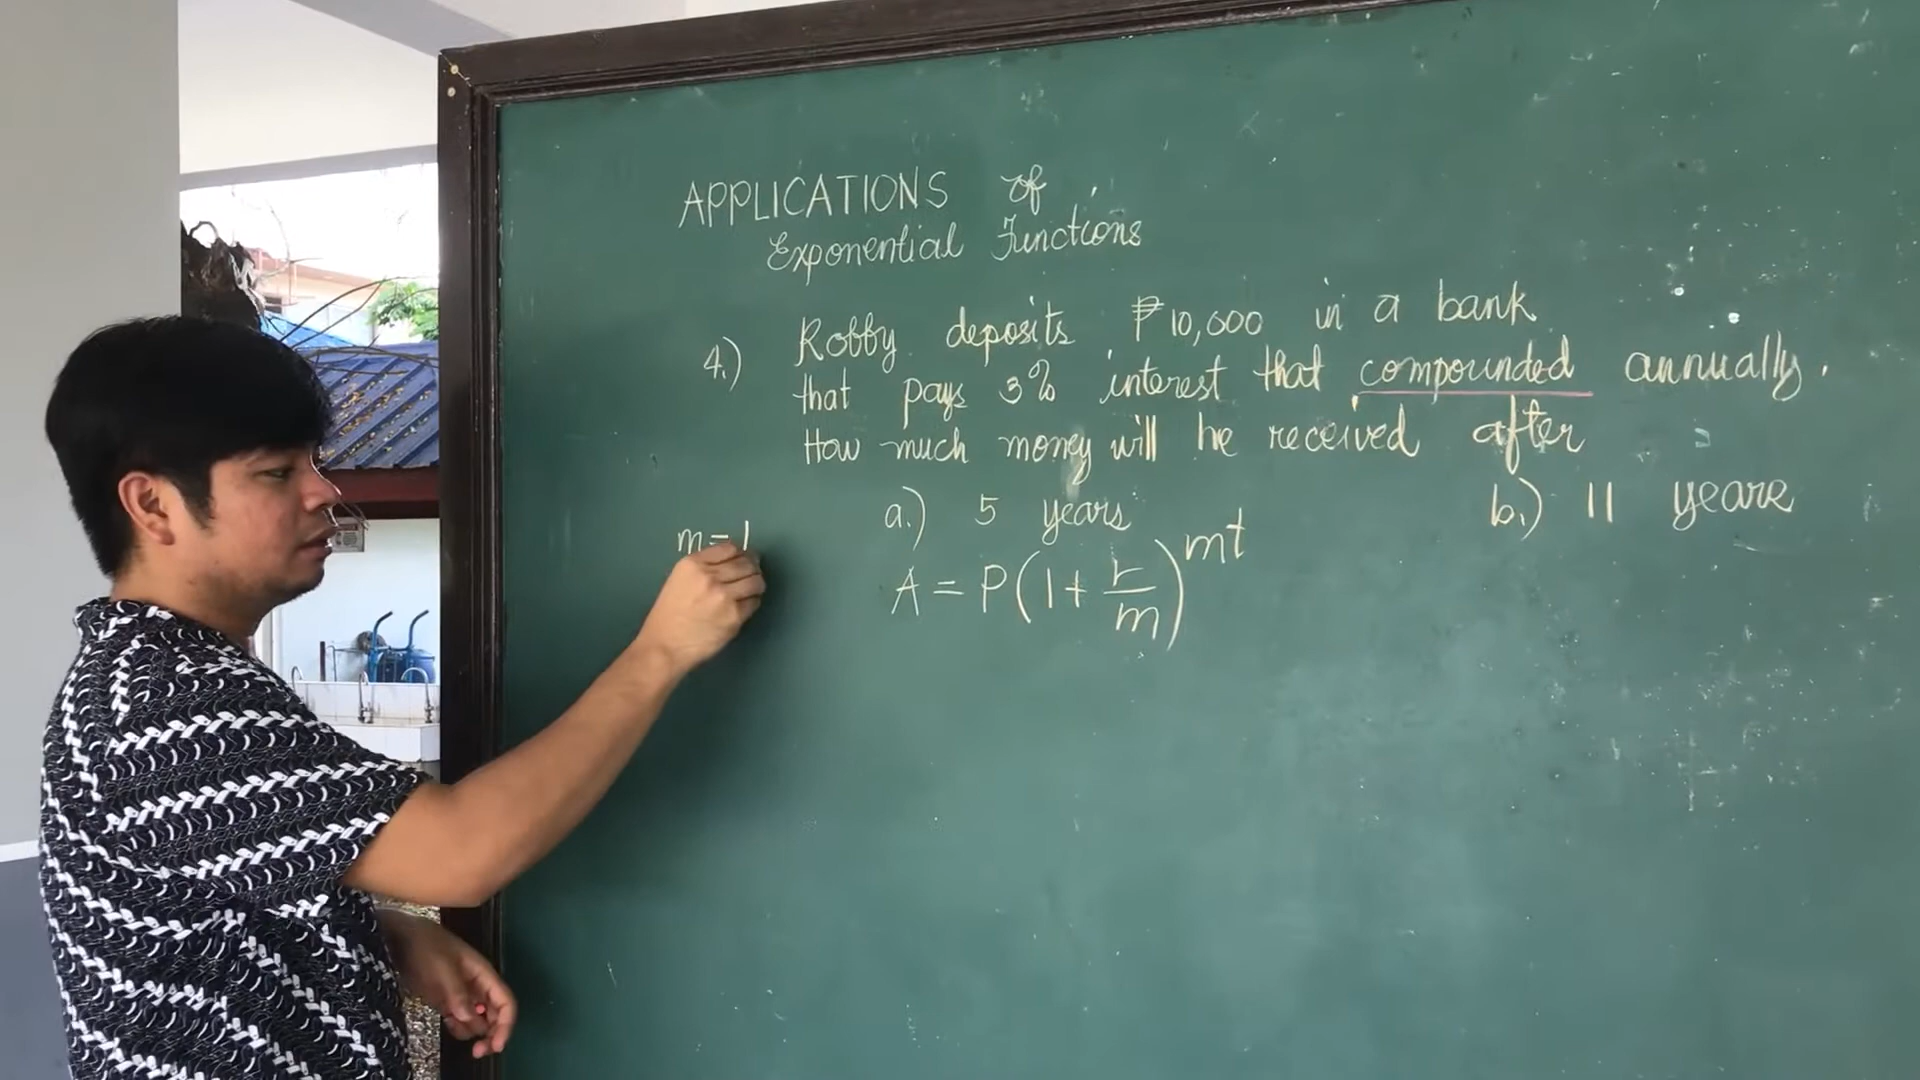 APPLICATIONS of
Exponential Functions
4.) Robby deposits ₱10,000 in a bank
that pays 3% interest that compounded annually.
How much money will he received after
a.) 5 years b.) 11 years
m = 1
A = P(1 + r/m)^mt